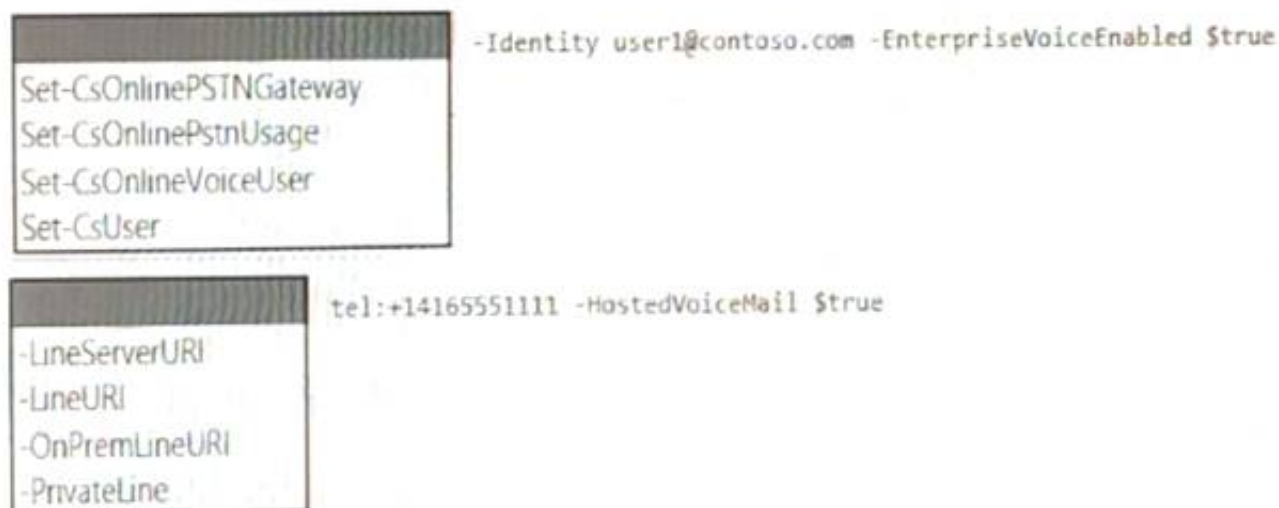 -Identity user1@contoso.com -EnterpriseVoiceEnabled $true
Set-CsOnlinePSTNGateway
Set-CsOnlinePstnUsage
Set-CsOnlineVoiceUser
Set-CsUser
tel:+14165551111 -HostedVoiceMail $true
-LineServerURI
-LineURI
-OnPremLineURI
-PrivateLine